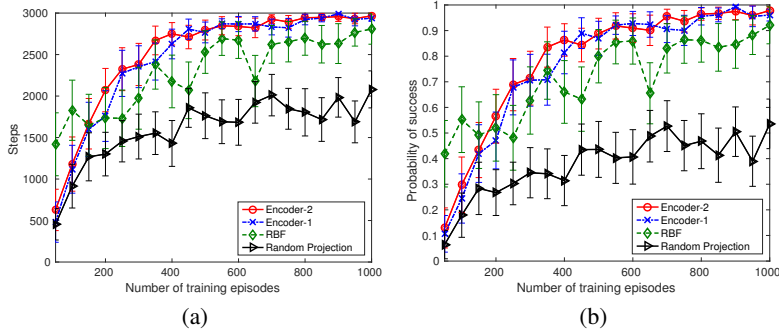 3000
2500
2000
1500
1000
500
0
Steps
200 400 600 800 1000
Number of training episodes
Encoder-2
Encoder-1
RBF
Random Projection
(a)
1
0.9
0.8
0.7
0.6
0.5
0.4
0.3
0.2
0.1
0
Probability of success
200 400 600 800 1000
Number of training episodes
Encoder-2
Encoder-1
RBF
Random Projection
(b)